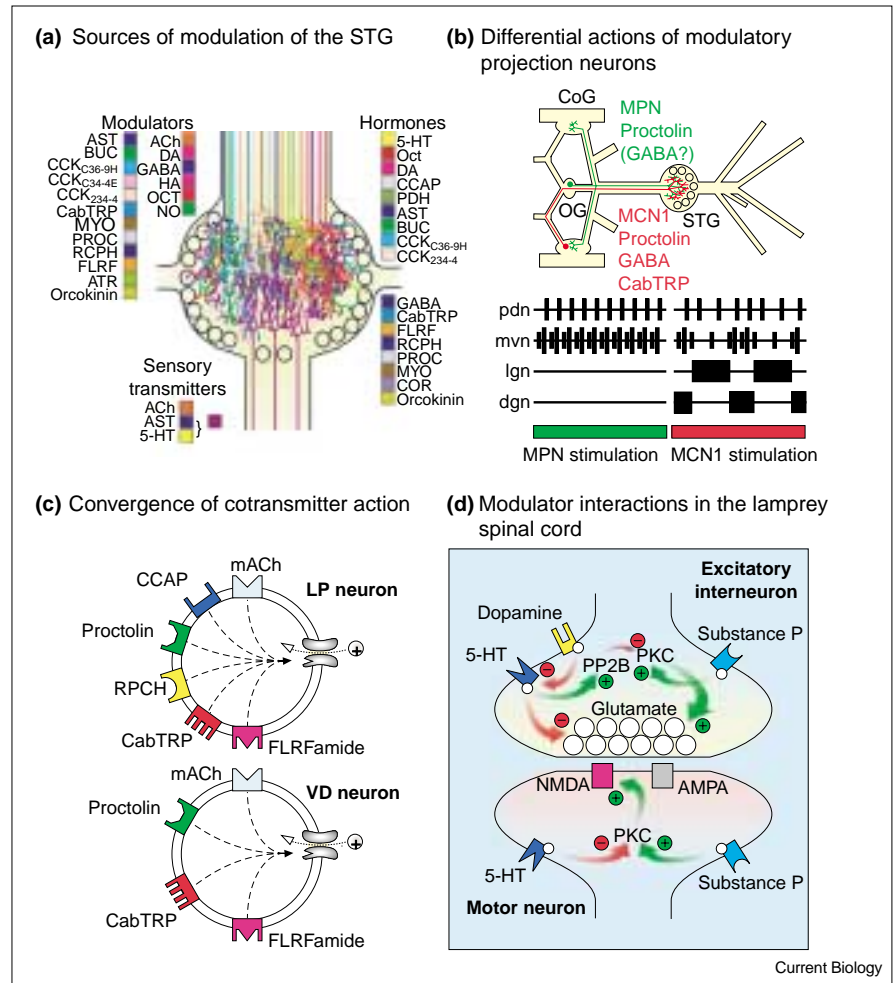 (a) Sources of modulation of the STG
Modulators
AST
BUC
CCKC36-9H
CCKC34-4E
CCK234-4
CabTRP
MYO
PROC
RCPH
FLRF
ATR
Orcokinin
ACh
DA
GABA
HA
OCT
NO
Hormones
5-HT
Oct
DA
CCAP
PDH
AST
BUC
CCKC36-9H
CCK234-4
GABA
CabTRP
FLRF
RCPH
PROC
MYO
COR
Orcokinin
Sensory
transmitters
ACh
AST
5-HT
}
(b) Differential actions of modulatory
projection neurons
CoG
MPN
Proctolin
(GABA?)
OG
STG
MCN1
Proctolin
GABA
CabTRP
pdn
mvn
lgn
dgn
MPN stimulation
MCN1 stimulation
(c) Convergence of cotransmitter action
mACh
CCAP
LP neuron
Proctolin
+
RPCH
CabTRP
FLRFamide
mACh
VD neuron
Proctolin
+
CabTRP
FLRFamide
(d) Modulator interactions in the lamprey
spinal cord
Excitatory
interneuron
Dopamine
Substance P
5-HT
− − PKC
PP2B + +
Glutamate
− +
NMDA
AMPA
+
− PKC +
5-HT
Substance P
Motor neuron
Current Biology